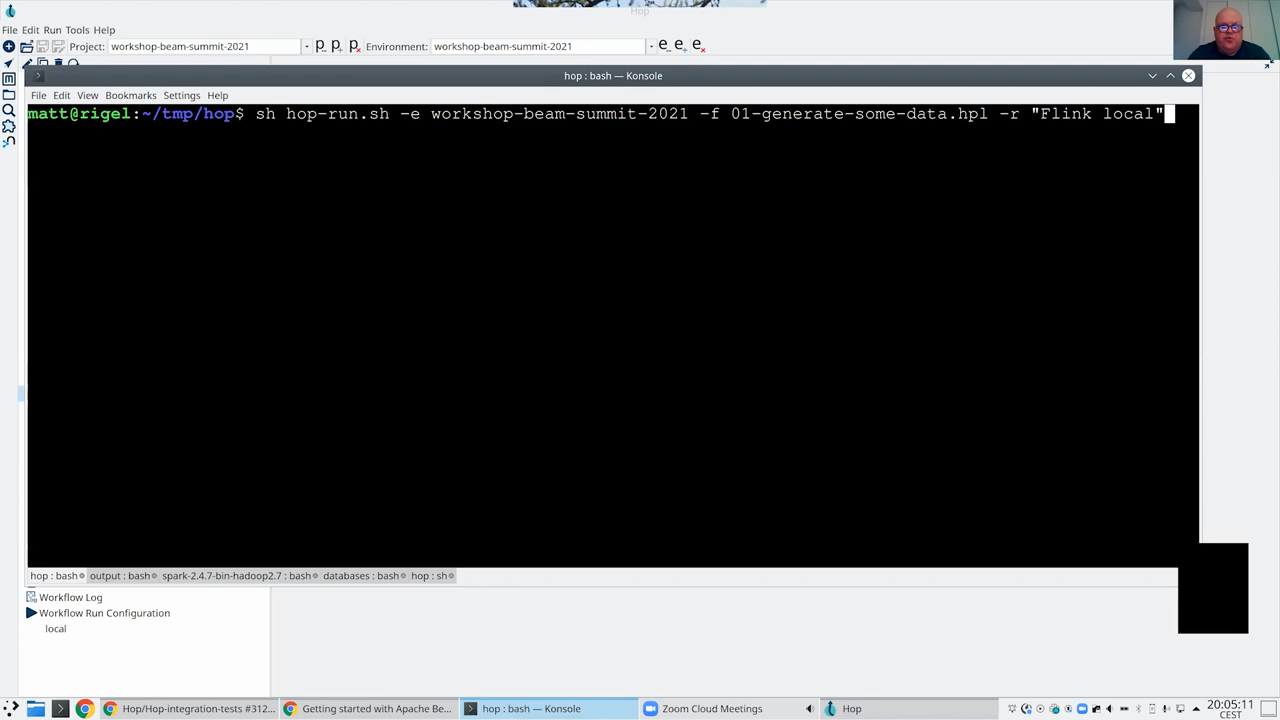 Hop
File Edit Run Tools Help
Project: workshop-beam-summit-2021 Environment: workshop-beam-summit-2021
hop : bash — Konsole
File Edit View Bookmarks Settings Help
matt@rigel:~/tmp/hop$ sh hop-run.sh -e workshop-beam-summit-2021 -f 01-generate-some-data.hpl -r "Flink local"
hop : bash output : bash spark-2.4.7-bin-hadoop2.7 : bash databases : bash hop : sh
Workflow Log
Workflow Run Configuration
local
Hop/Hop-integration-tests #312... Getting started with Apache Be... hop : bash — Konsole Zoom Cloud Meetings Hop 20:05:11
CEST